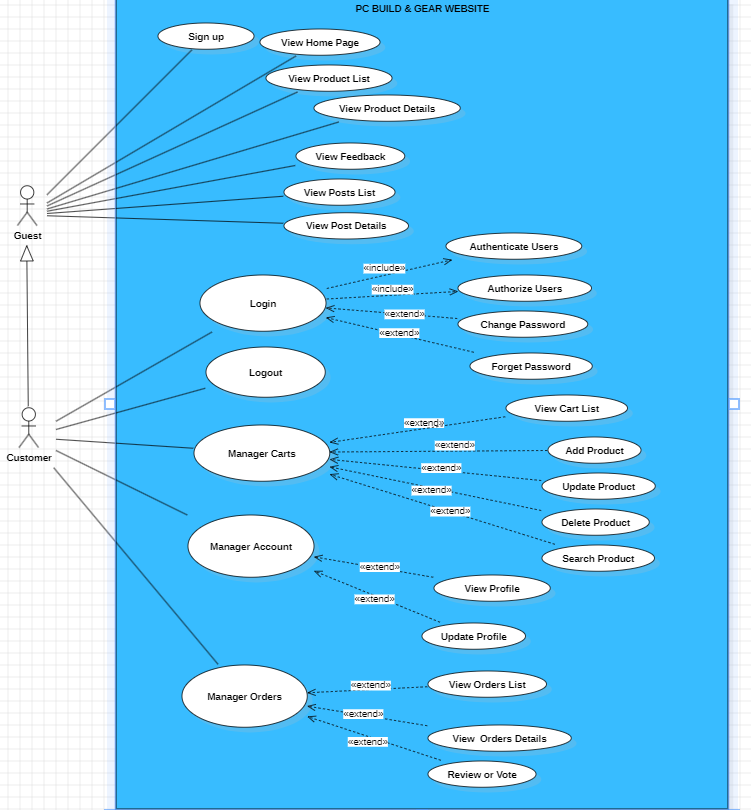 PC BUILD & GEAR WEBSITE
Sign up
View Home Page
View Product List
View Product Details
View Feedback
View Posts List
View Post Details
Guest
Authenticate Users
«include»
Authorize Users
«include»
Login
«extend»
Change Password
«extend»
Forget Password
Logout
View Cart List
«extend»
Customer
Manager Carts
«extend»
Add Product
«extend»
Update Product
«extend»
Delete Product
«extend»
Search Product
Manager Account
«extend»
View Profile
«extend»
Update Profile
Manager Orders
«extend»
View Orders List
«extend»
View  Orders Details
«extend»
Review or Vote